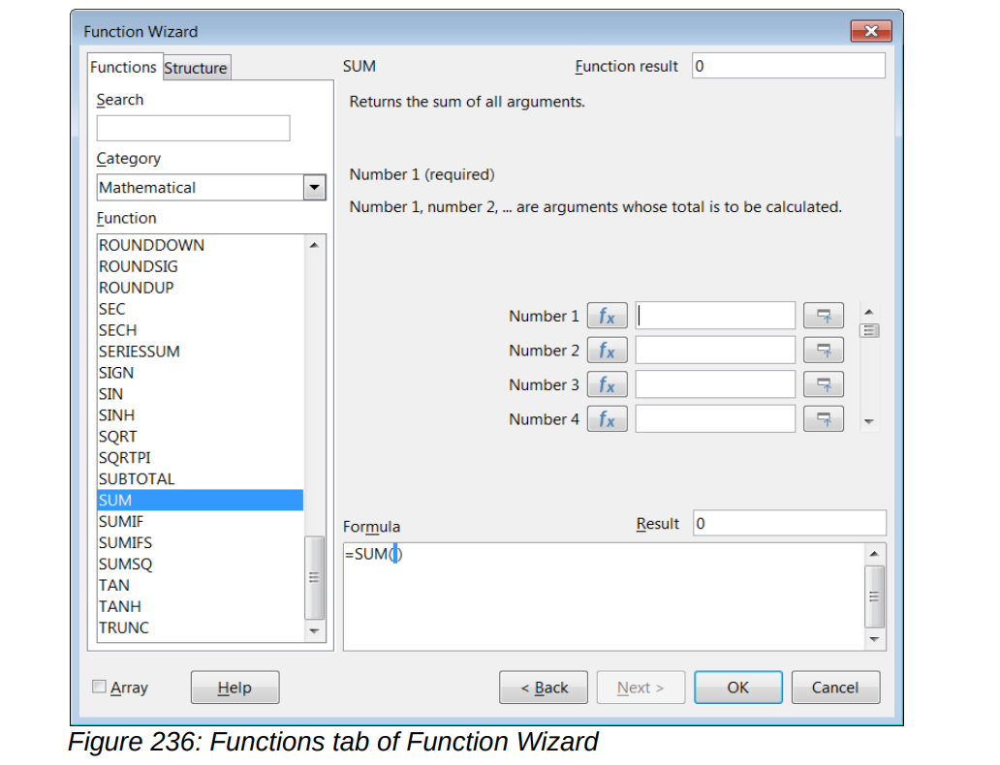 Function Wizard
Functions Structure
SUM
Function result 0
Search
Returns the sum of all arguments.
Category
Mathematical
Number 1 (required)
Number 1, number 2, ... are arguments whose total is to be calculated.
Function
ROUNDDOWN
ROUNDSIG
ROUNDUP
SEC
SECH
SERIESSUM
SIGN
SIN
SINH
SQRT
SQRTPI
SUBTOTAL
SUM
SUMIF
SUMIFS
SUMSQ
TAN
TANH
TRUNC
Number 1 fx
Number 2 fx
Number 3 fx
Number 4 fx
Formula
Result 0
=SUM()
Array
Help
< Back
Next >
OK
Cancel
Figure 236: Functions tab of Function Wizard